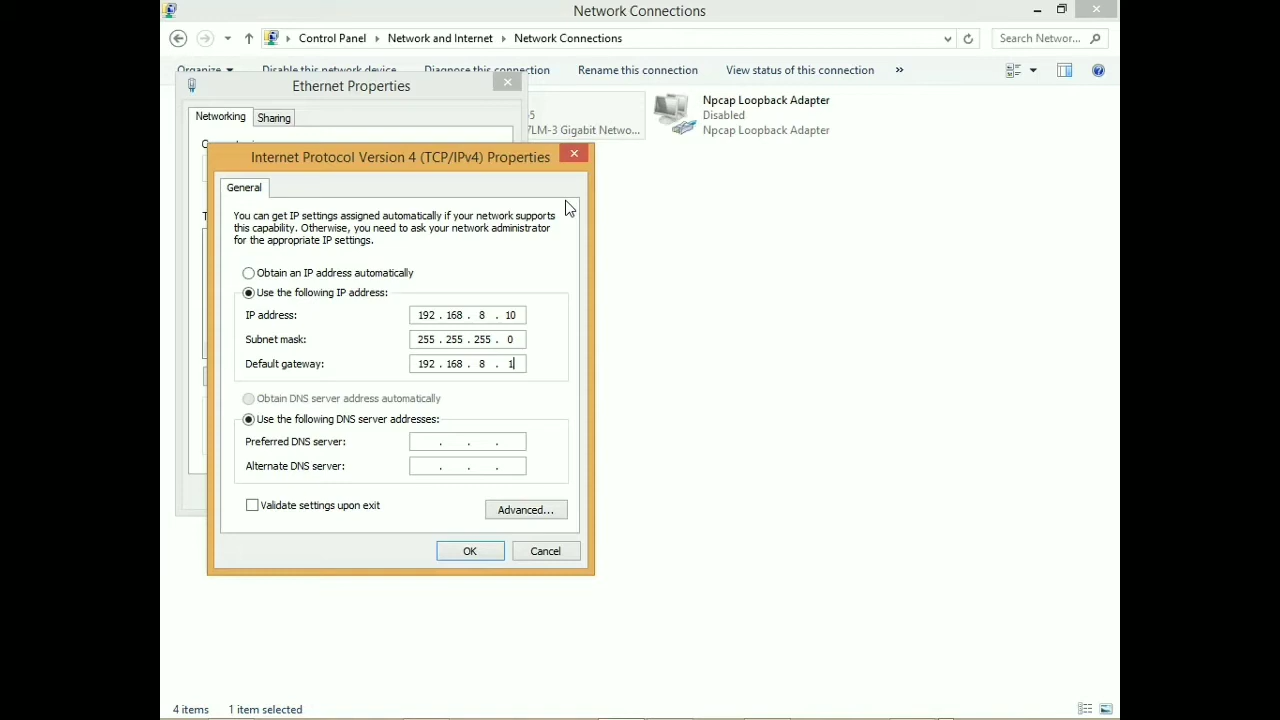 Network Connections
Control Panel Network and Internet Network Connections
Search Networ...
Organize Disable this network device Diagnose this connection Rename this connection View status of this connection »
Ethernet Properties
Networking Sharing
5
7LM-3 Gigabit Netwo...
Npcap Loopback Adapter
Disabled
Npcap Loopback Adapter
Internet Protocol Version 4 (TCP/IPv4) Properties
General
You can get IP settings assigned automatically if your network supports
this capability. Otherwise, you need to ask your network administrator
for the appropriate IP settings.
Obtain an IP address automatically
Use the following IP address:
IP address: 192 . 168 . 8 . 10
Subnet mask: 255 . 255 . 255 . 0
Default gateway: 192 . 168 . 8 . 1
Obtain DNS server address automatically
Use the following DNS server addresses:
Preferred DNS server: . . .
Alternate DNS server: . . .
Validate settings upon exit
Advanced...
OK Cancel
4 items 1 item selected